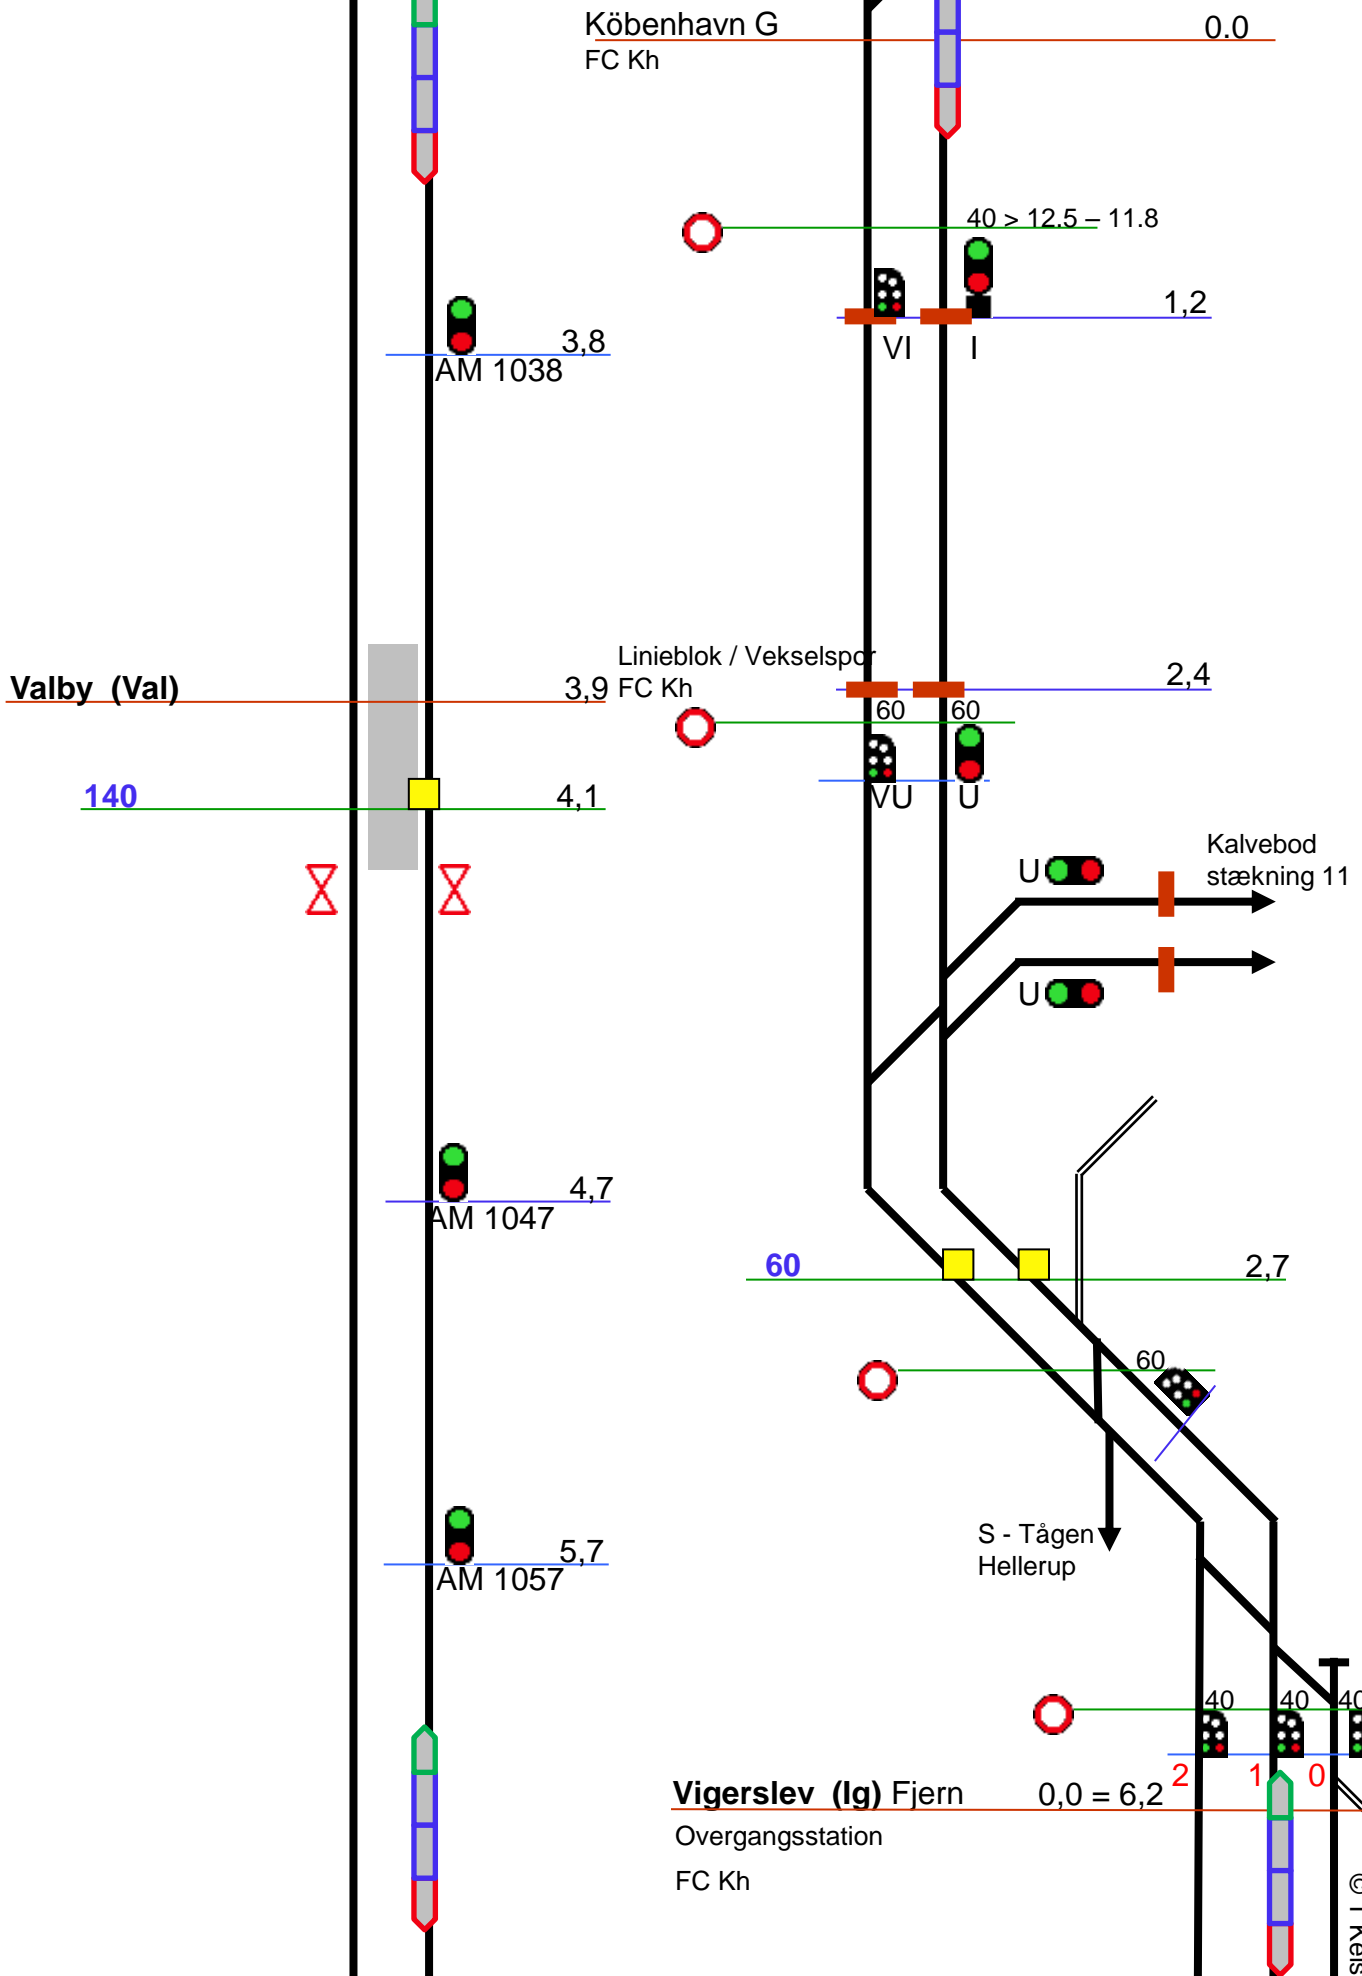 Köbenhavn G
0.0
FC Kh
40 > 12.5 – 11.8
1,2
VI
I
3,8
AM 1038
Linieblok / Vekselspor
FC Kh
2,4
Valby (Val)
3,9
60
60
VU
U
140
4,1
Kalvebod
stækning 11
U
U
4,7
AM 1047
60
2,7
60
S - Tågen
Hellerup
5,7
AM 1057
40
40
40
2
1
0
Vigerslev (Ig) Fjern
0,0 = 6,2
Overgangsstation
FC Kh
©